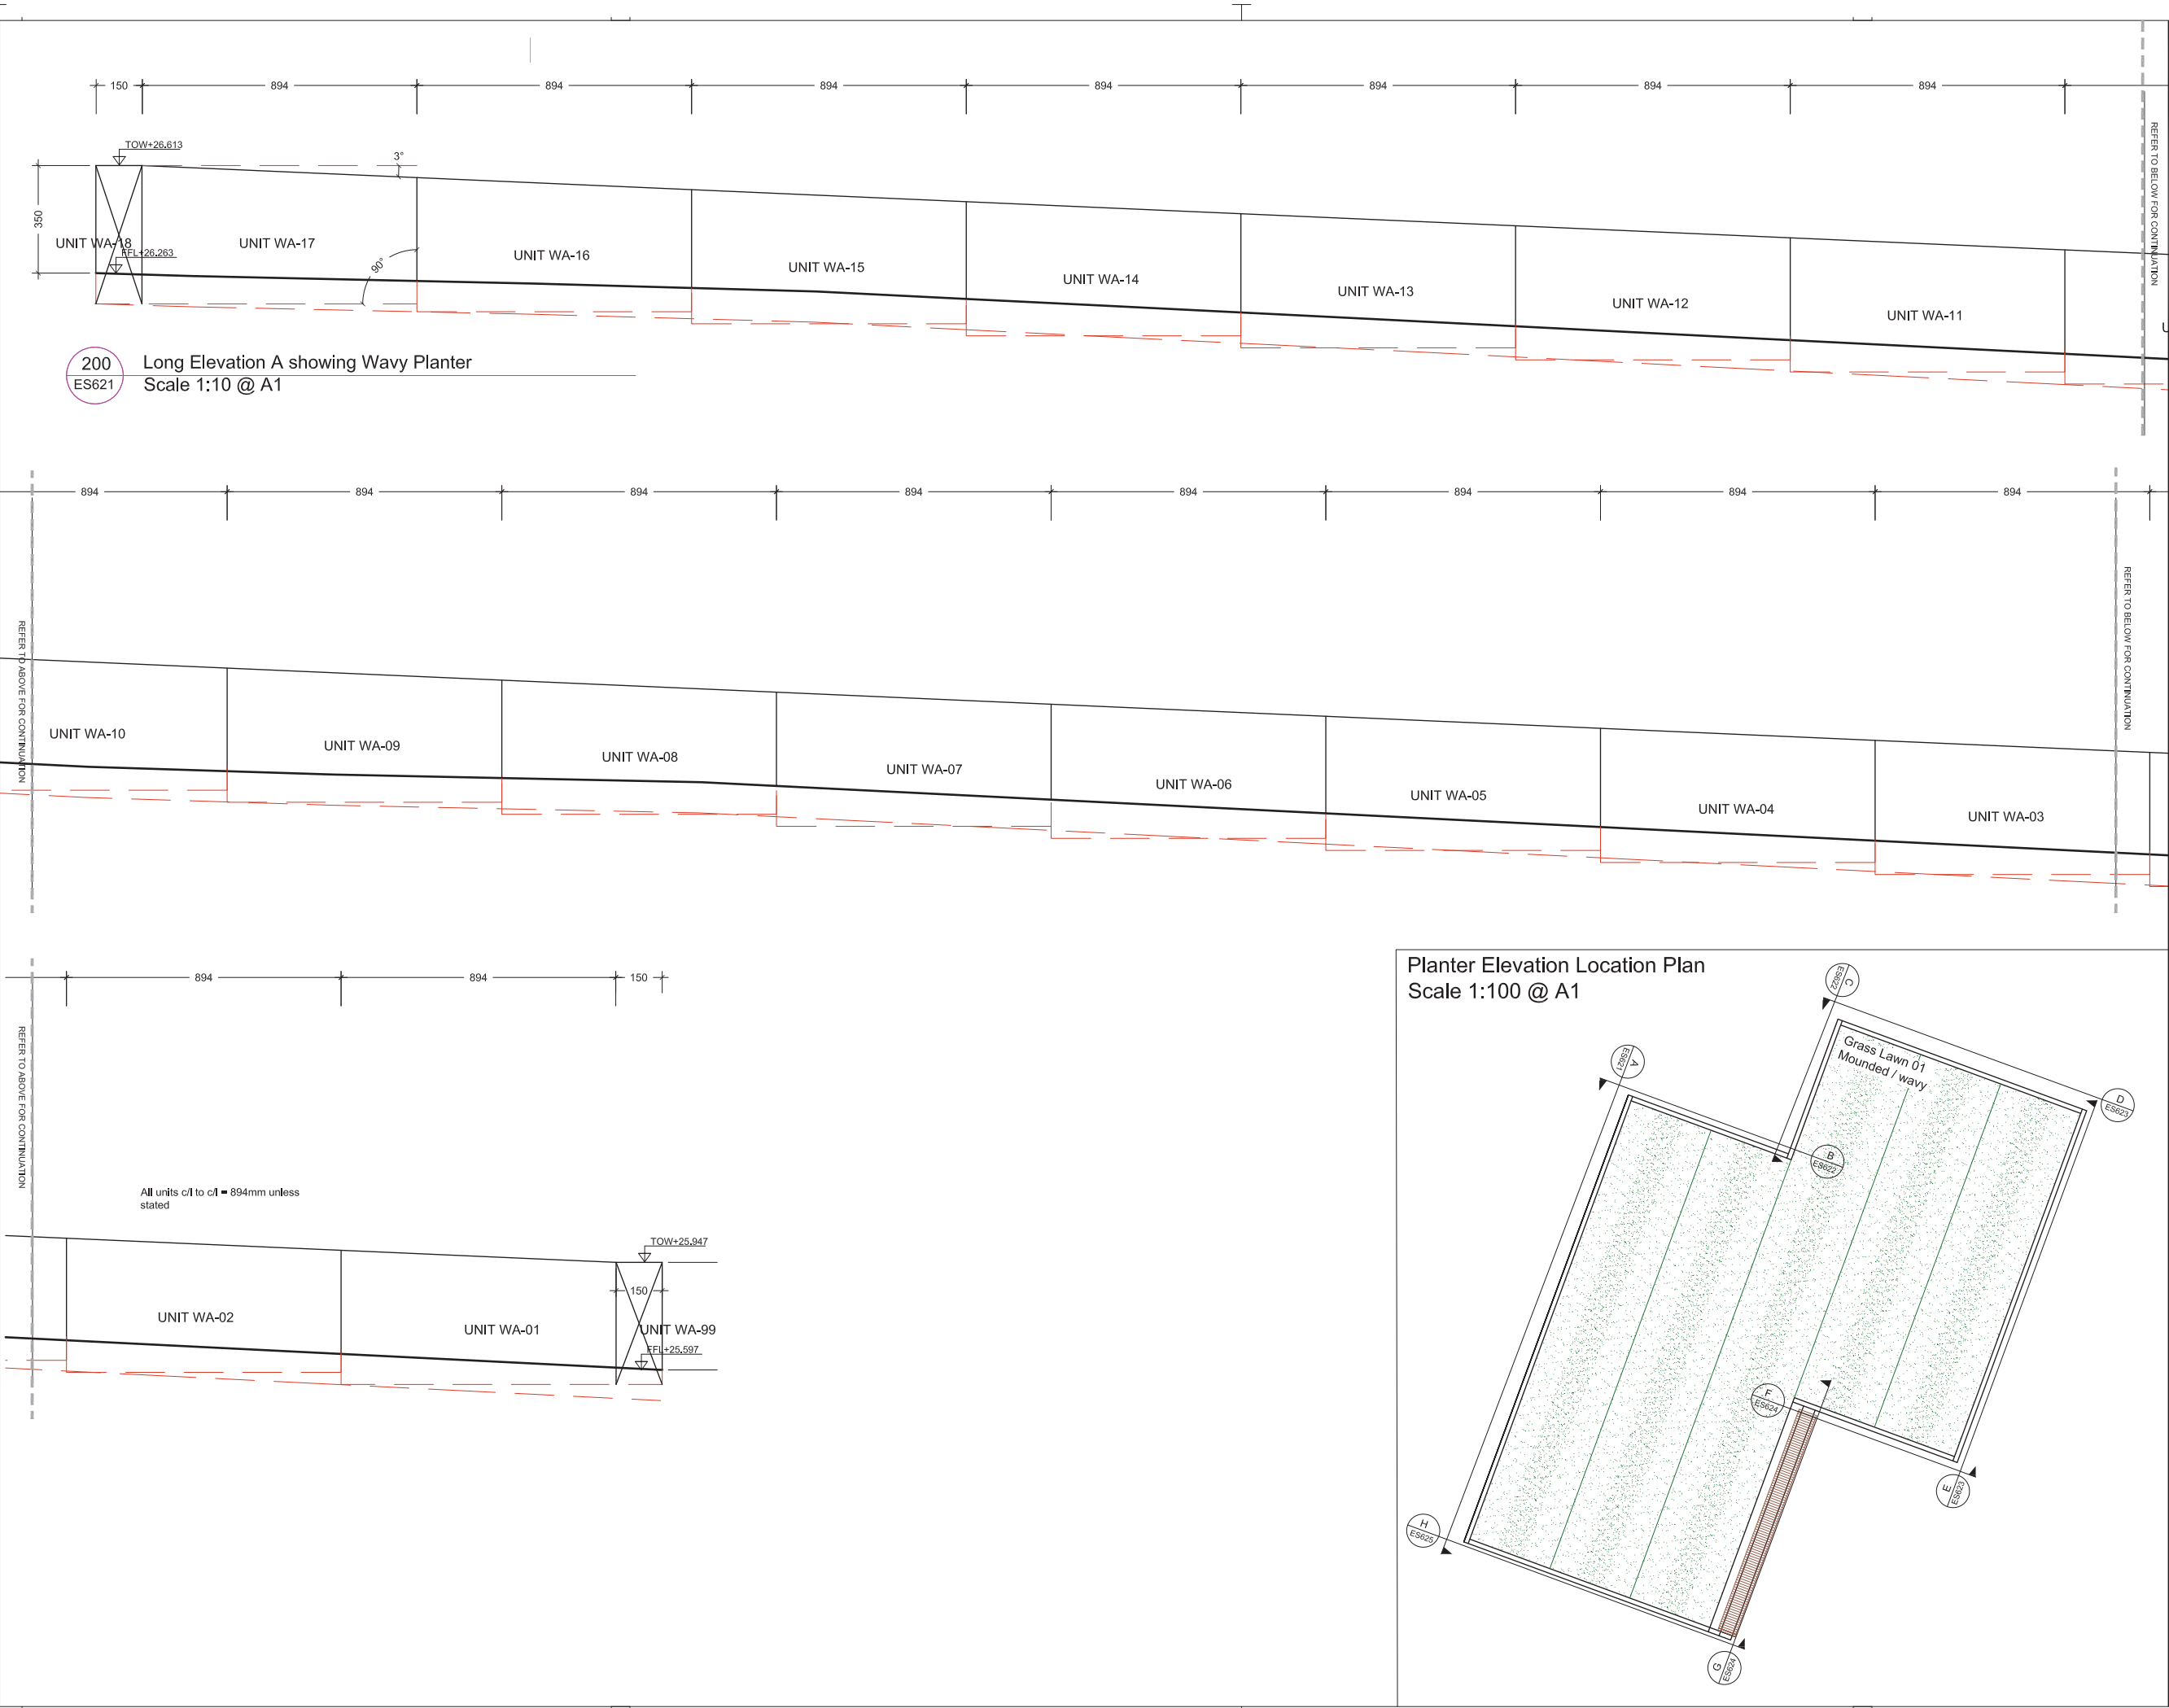 150
894
894
894
894
894
894
894
TOW+26.613
3°
350
UNIT WA-18
FFL+26.263
90°
UNIT WA-17
UNIT WA-16
UNIT WA-15
UNIT WA-14
UNIT WA-13
UNIT WA-12
UNIT WA-11
REFER TO BELOW FOR CONTINUATION
200
ES621
Long Elevation A showing Wavy Planter
Scale 1:10 @ A1
894
894
894
894
894
894
894
894
REFER TO ABOVE FOR CONTINUATION
UNIT WA-10
UNIT WA-09
UNIT WA-08
UNIT WA-07
UNIT WA-06
UNIT WA-05
UNIT WA-04
UNIT WA-03
REFER TO BELOW FOR CONTINUATION
894
894
150
REFER TO ABOVE FOR CONTINUATION
All units c/l to c/l = 894mm unless
stated
TOW+25.947
150
UNIT WA-02
UNIT WA-01
UNIT WA-99
FFL+25.597
Planter Elevation Location Plan
Scale 1:100 @ A1
C
ES622
Grass Lawn 01
Mounded / wavy
A
ES621
D
ES623
B
ES622
F
ES624
E
ES623
H
ES625
G
ES624